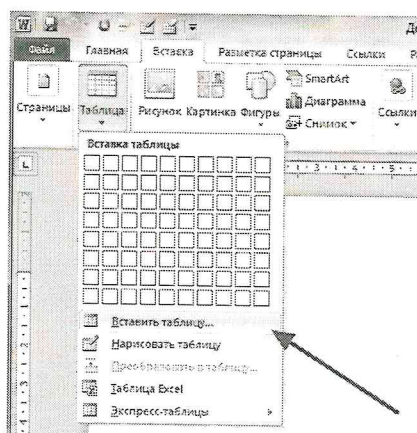 До
Файл Главная Вставка Разметка страницы Ссылки
Страницы Таблица Рисунок Картинка Фигуры SmartArt
Диаграмма
Снимок Ссылки
Вставка таблицы
Вставить таблицу...
Нарисовать таблицу
Преобразовать в таблицу...
Таблица Excel
Экспресс-таблицы